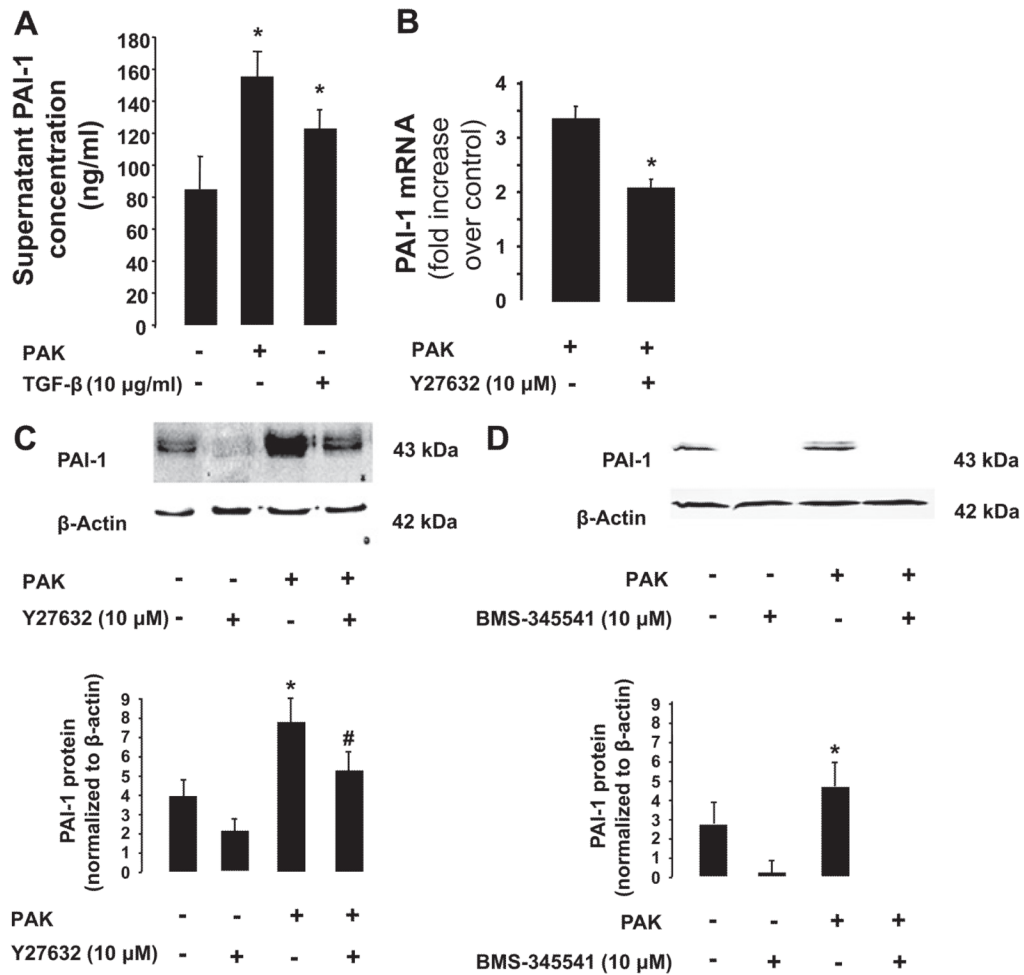 A
Supernatant PAI-1
concentration
(ng/ml)
180
160
140
120
100
80
60
40
20
0
*
*
PAK - + -
TGF-β (10 µg/ml) - - +
B
PAI-1 mRNA
(fold increase
over control)
4
3
2
1
0
*
PAK + +
Y27632 (10 µM) - +
C
PAI-1 43 kDa
β-Actin 42 kDa
PAK - - + +
Y27632 (10 µM) - + - +
PAI-1 protein
(normalized to β-actin)
9
8
7
6
5
4
3
2
1
0
*
#
PAK - - + +
Y27632 (10 µM) - + - +
D
PAI-1 43 kDa
β-Actin 42 kDa
PAK - - + +
BMS-345541 (10 µM) - + - +
PAI-1 protein
(normalized to β-actin)
9
8
7
6
5
4
3
2
1
0
*
PAK - - + +
BMS-345541 (10 µM) - + - +